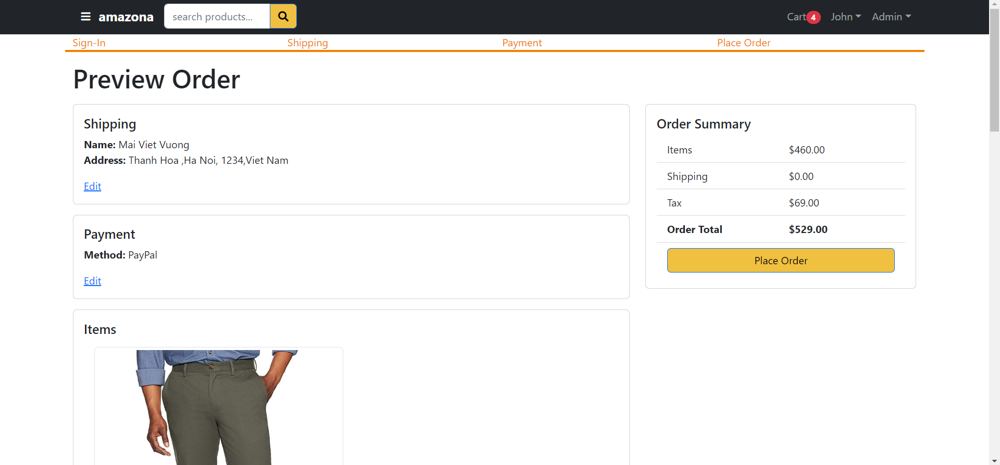 amazona search products... Cart 4 John Admin
Sign-In Shipping Payment Place Order
Preview Order
Shipping
Name: Mai Viet Vuong
Address: Thanh Hoa ,Ha Noi, 1234,Viet Nam
Edit
Payment
Method: PayPal
Edit
Items
Order Summary
Items $460.00
Shipping $0.00
Tax $69.00
Order Total $529.00
Place Order